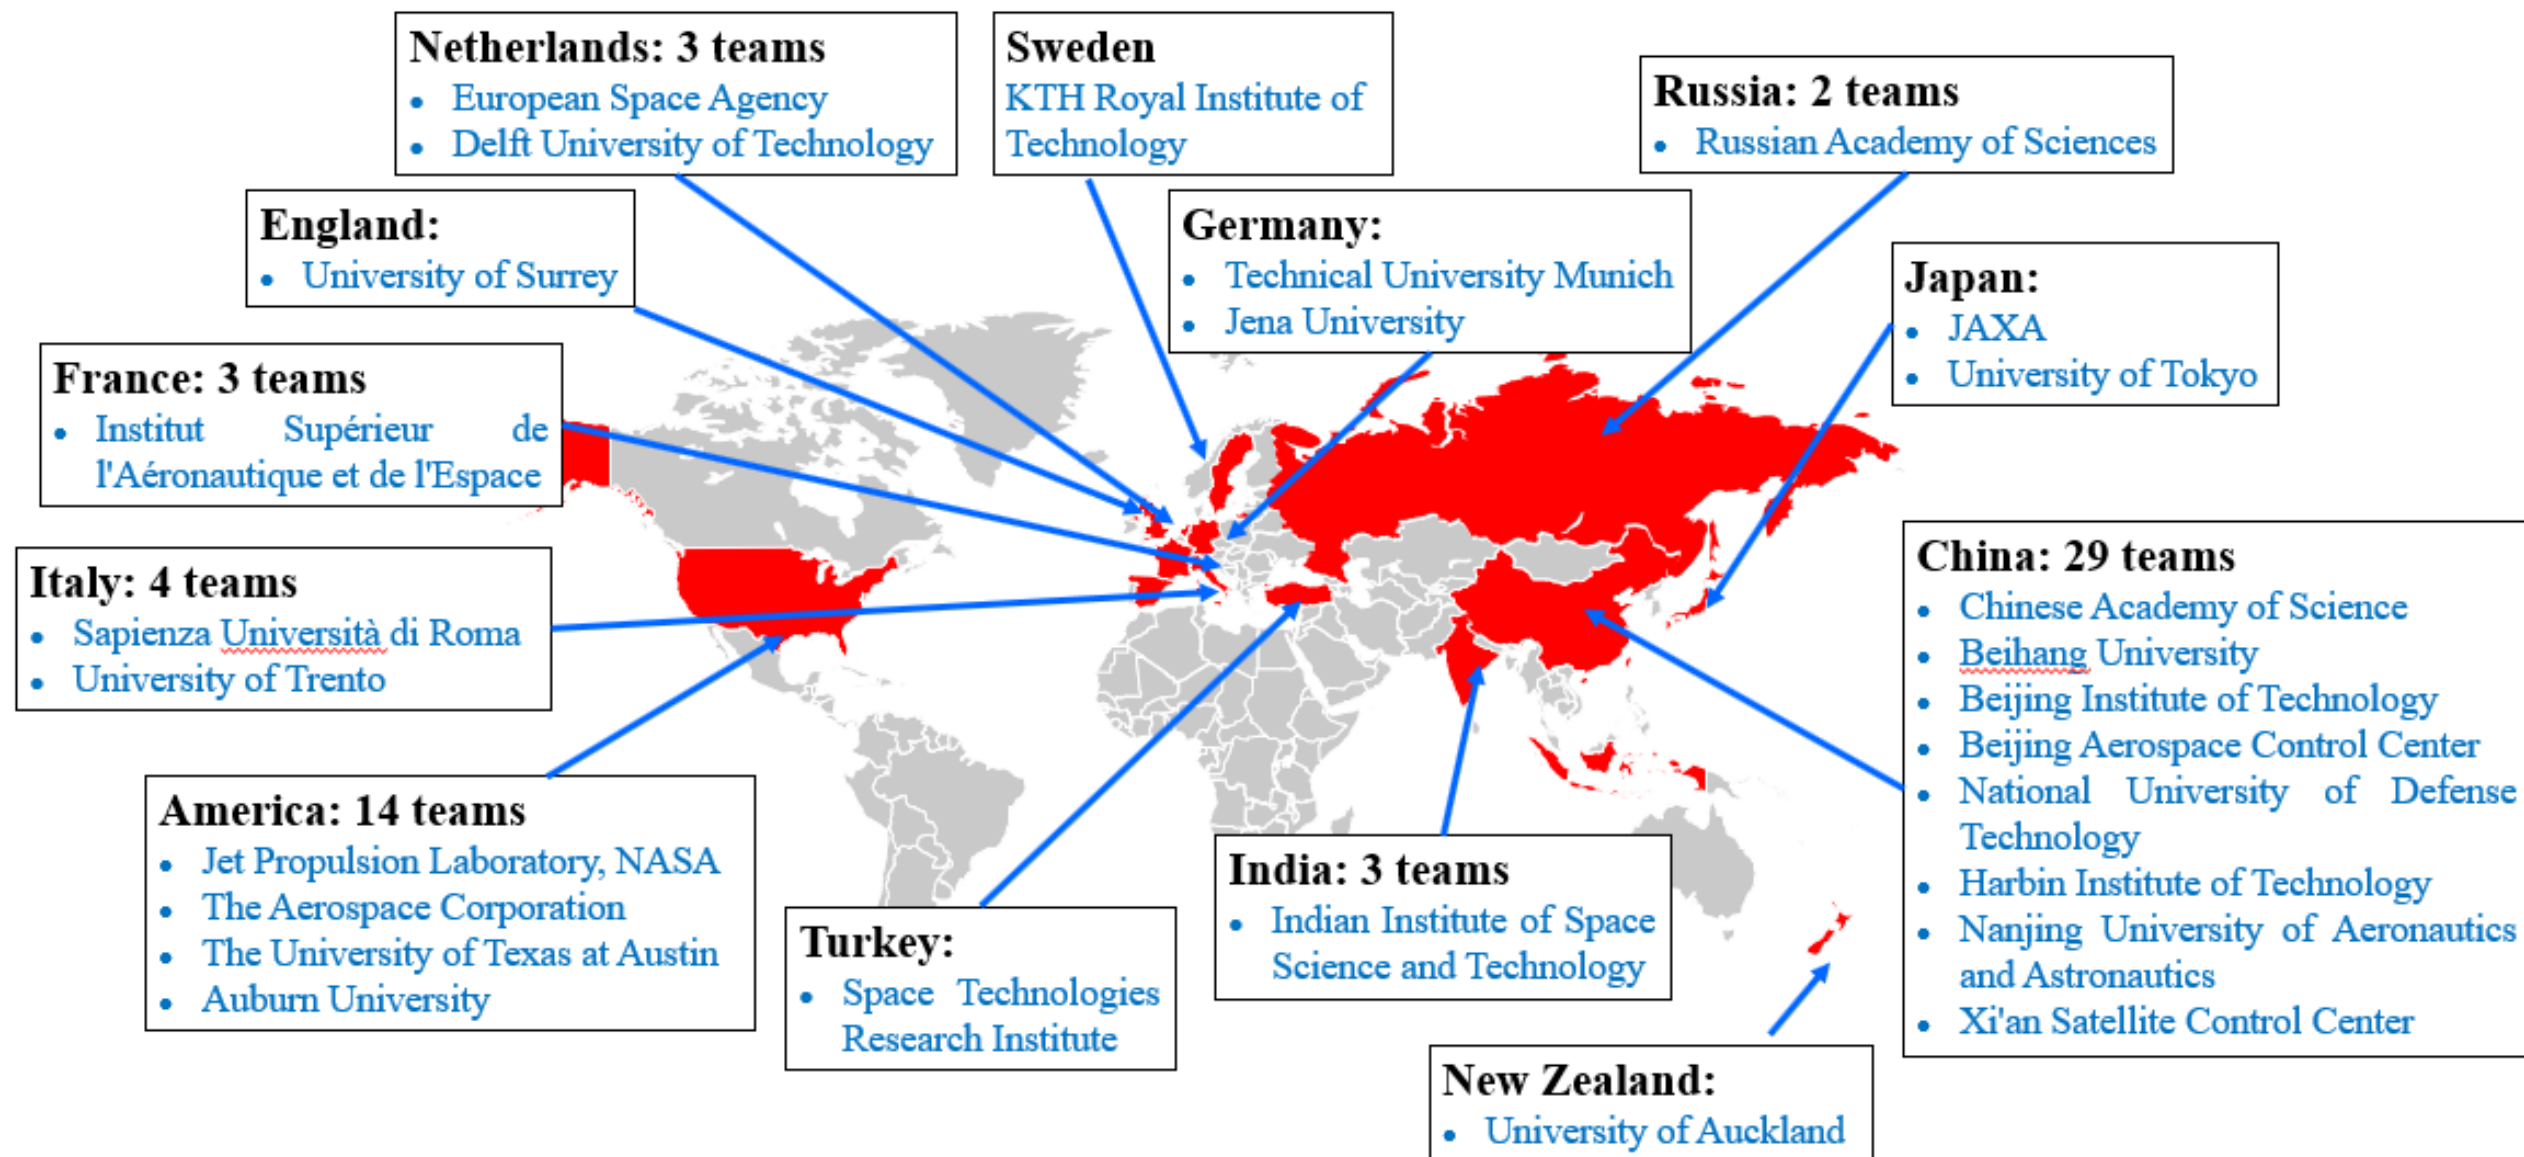 Netherlands: 3 teams
• European Space Agency
• Delft University of Technology
Sweden
KTH Royal Institute of
Technology
Russia: 2 teams
• Russian Academy of Sciences
England:
• University of Surrey
Germany:
• Technical University Munich
• Jena University
Japan:
• JAXA
• University of Tokyo
France: 3 teams
• Institut Supérieur de
l'Aéronautique et de l'Espace
Italy: 4 teams
• Sapienza Università di Roma
• University of Trento
China: 29 teams
• Chinese Academy of Science
• Beihang University
• Beijing Institute of Technology
• Beijing Aerospace Control Center
• National University of Defense
Technology
• Harbin Institute of Technology
• Nanjing University of Aeronautics
and Astronautics
• Xi'an Satellite Control Center
America: 14 teams
• Jet Propulsion Laboratory, NASA
• The Aerospace Corporation
• The University of Texas at Austin
• Auburn University
Turkey:
• Space Technologies
Research Institute
India: 3 teams
• Indian Institute of Space
Science and Technology
New Zealand:
• University of Auckland